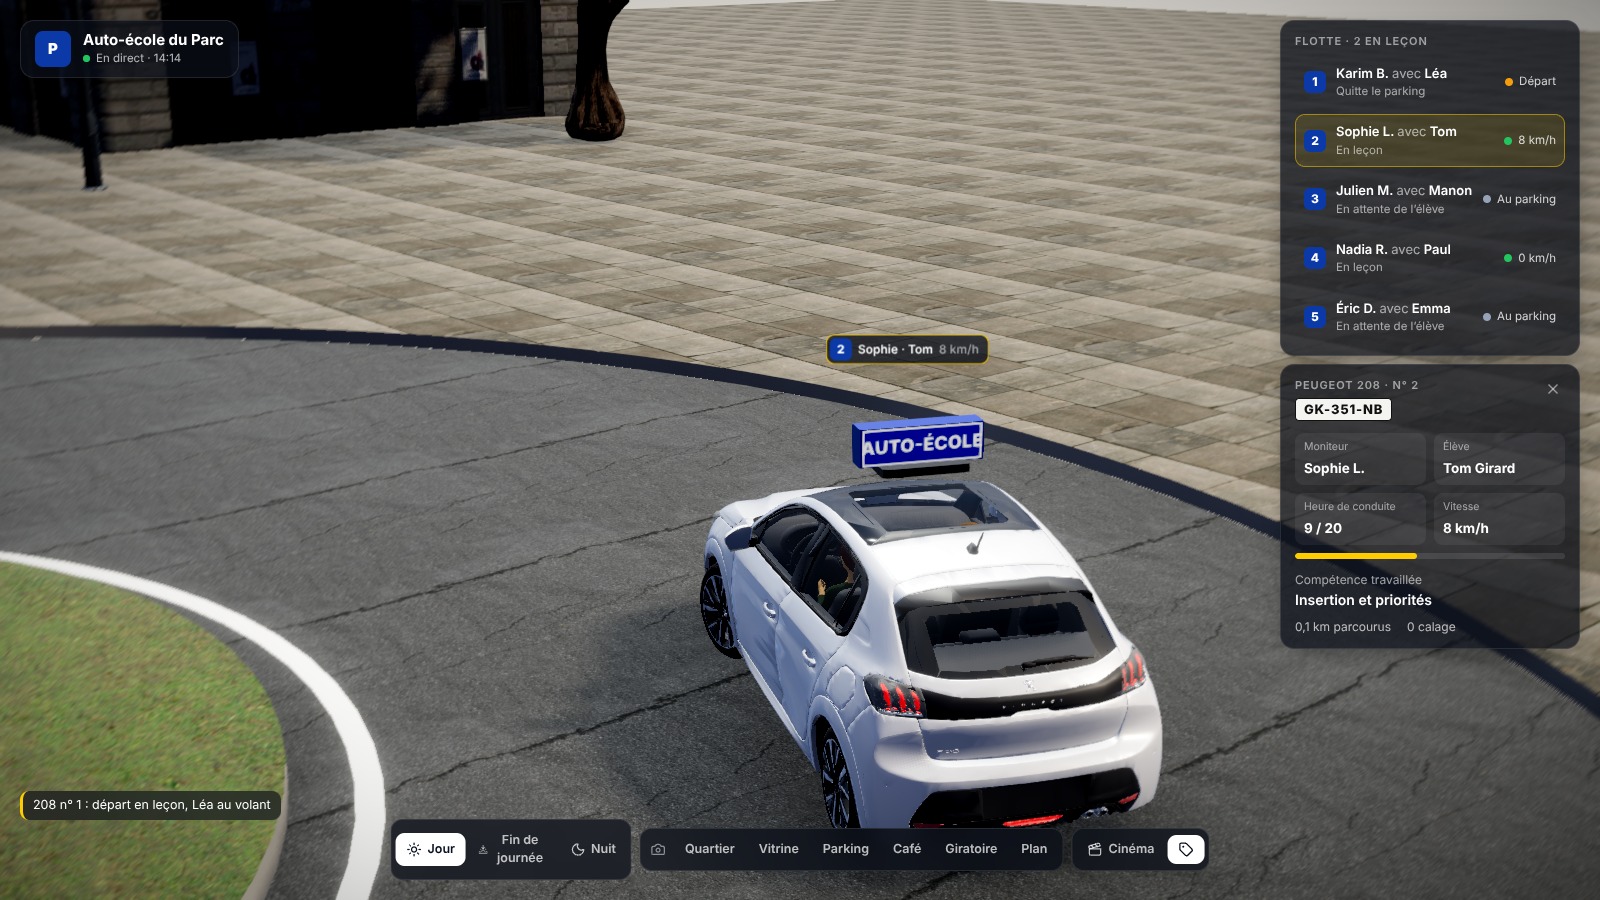 P
Auto-école du Parc
En direct · 14:14
FLOTTE · 2 EN LEÇON
1
Karim B. avec Léa
Quitte le parking
Départ
2
Sophie L. avec Tom
En leçon
8 km/h
3
Julien M. avec Manon
En attente de l’élève
Au parking
4
Nadia R. avec Paul
En leçon
0 km/h
5
Éric D. avec Emma
En attente de l’élève
Au parking
2 Sophie · Tom 8 km/h
AUTO-ÉCOLE
PEUGEOT 208 · N° 2
GK-351-NB
Moniteur
Sophie L.
Élève
Tom Girard
Heure de conduite
9 / 20
Vitesse
8 km/h
Compétence travaillée
Insertion et priorités
0,1 km parcourus 0 calage
208 n° 1 : départ en leçon, Léa au volant
Jour
Fin de
journée
Nuit
Quartier
Vitrine
Parking
Café
Giratoire
Plan
Cinéma